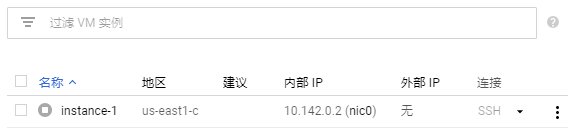 过滤 VM 实例
名称 地区 建议 内部 IP 外部 IP 连接
instance-1 us-east1-c 10.142.0.2 (nic0) 无 SSH